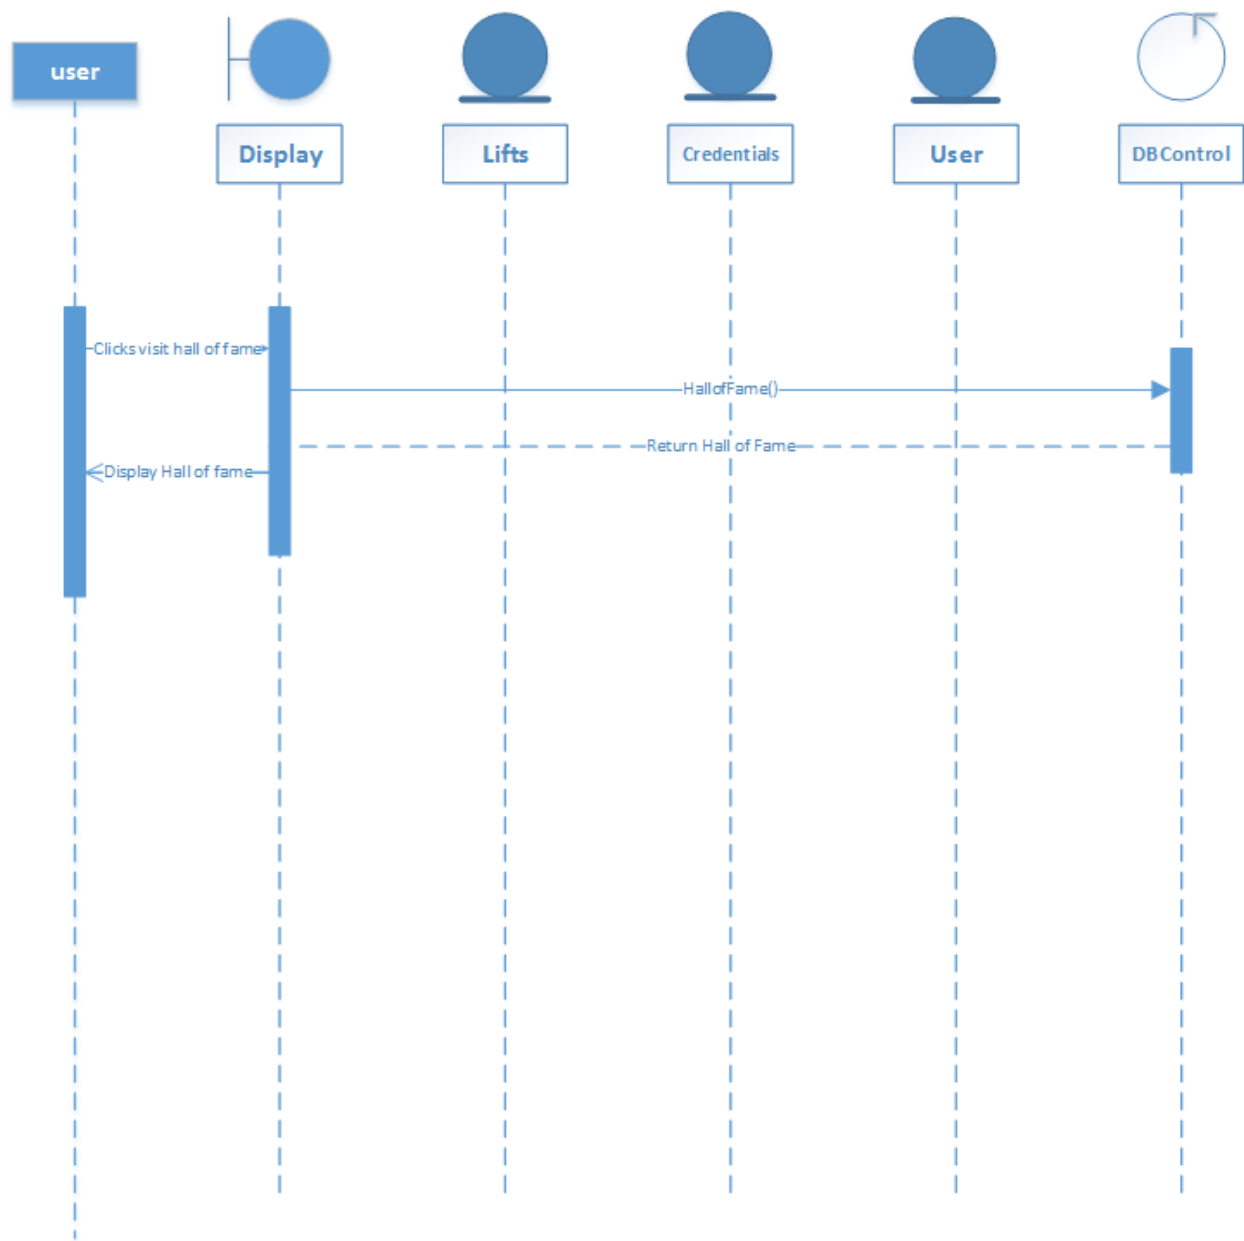 user
Display
Lifts
Credentials
User
DBControl
Clicks visit hall of fame
HallofFame()
Return Hall of Fame
Display Hall of fame